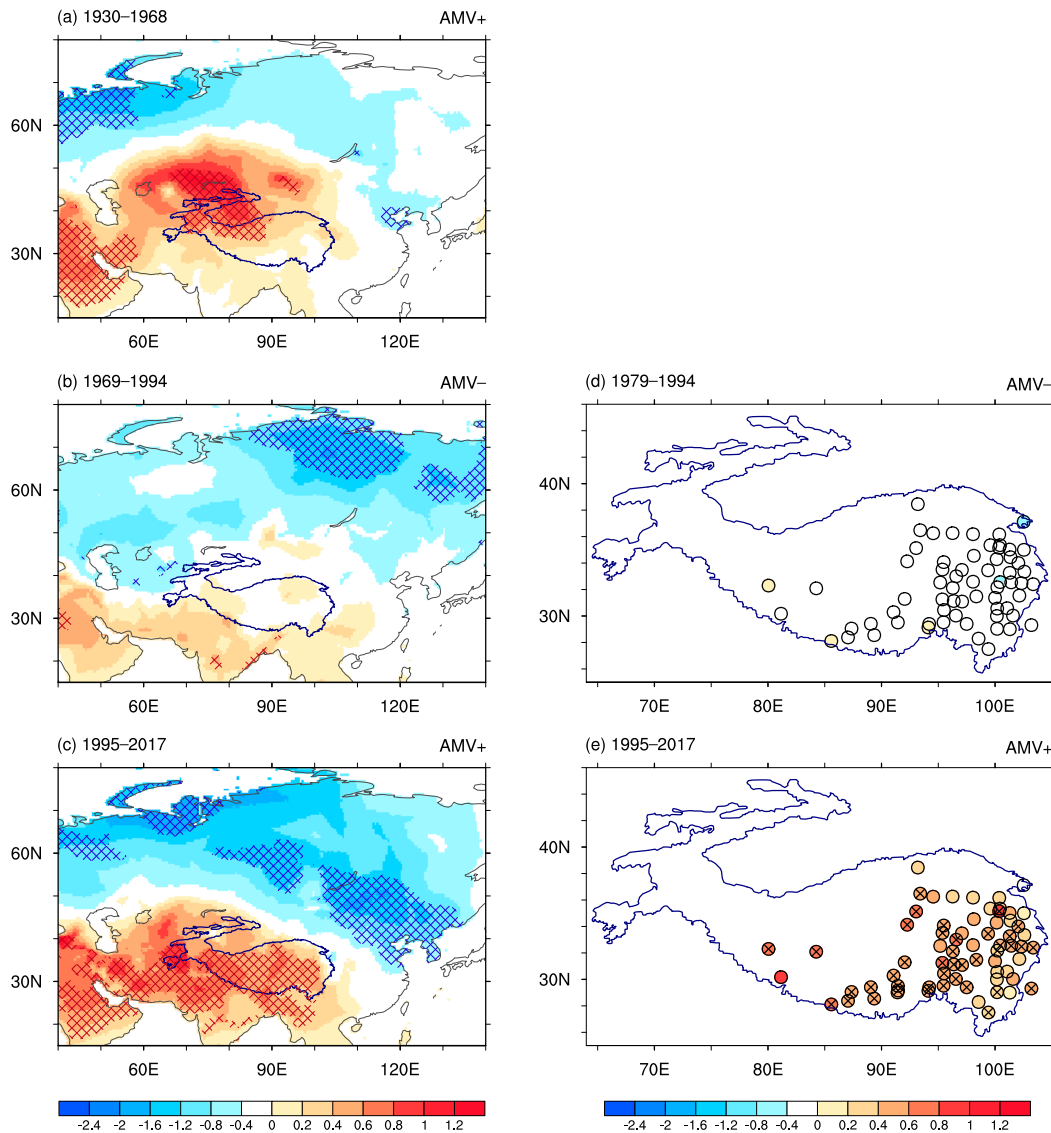 (a) 1930–1968 AMV+
60N
30N
60E 90E 120E
(b) 1969–1994 AMV–
60N
30N
60E 90E 120E
(d) 1979–1994 AMV–
40N
30N
70E 80E 90E 100E
(c) 1995–2017 AMV+
60N
30N
60E 90E 120E
(e) 1995–2017 AMV+
40N
30N
70E 80E 90E 100E
-2.4 -2 -1.6 -1.2 -0.8 -0.4 0 0.2 0.4 0.6 0.8 1 1.2
-2.4 -2 -1.6 -1.2 -0.8 -0.4 0 0.2 0.4 0.6 0.8 1 1.2